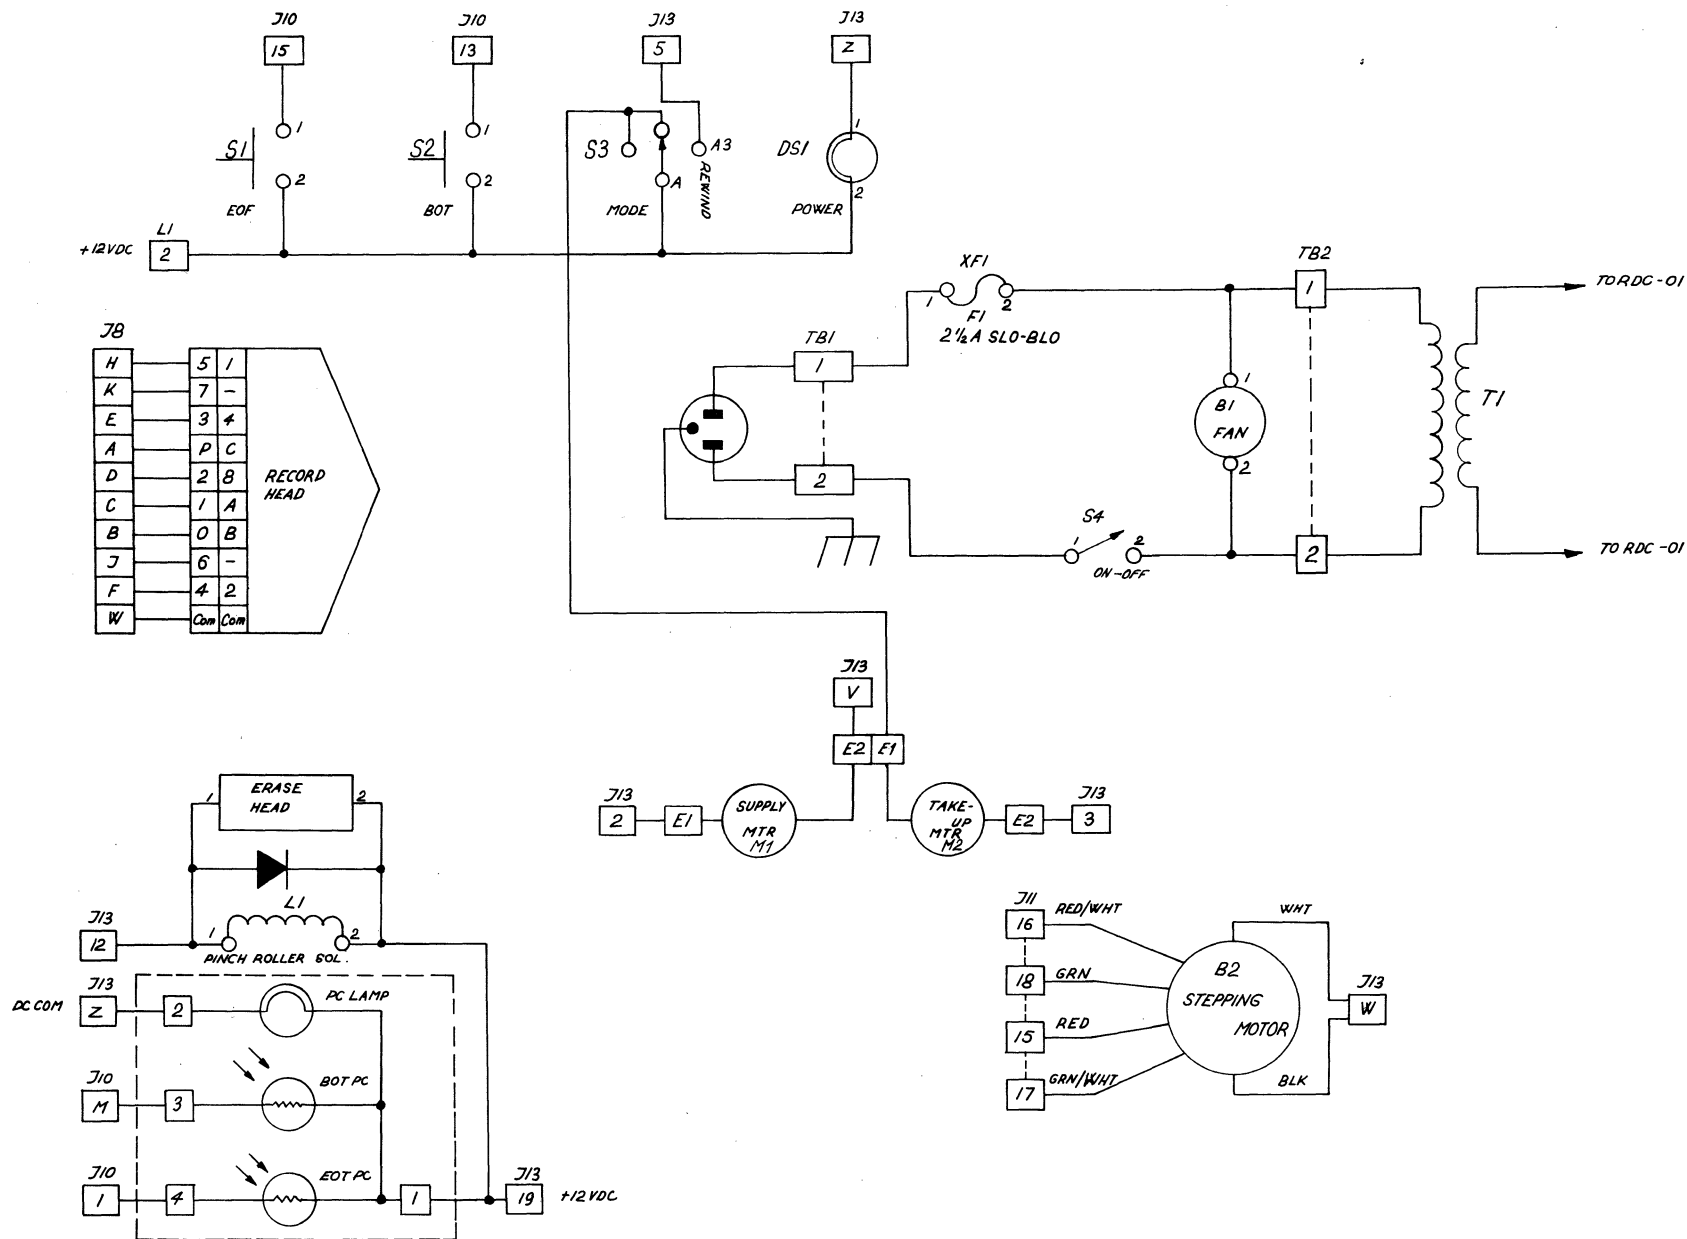 J10
15
1
S1
2
EOF
J10
13
1
S2
2
BOT
J13
5
S3
A3
A
REWIND
MODE
J13
Z
1
DS1
2
POWER
+12VDC
L1
2
J8
H 5 1
K 7 -
E 3 4
A P C
D 2 8
C 1 A
B 0 B
J 6 -
F 4 2
W Com Com
RECORD
HEAD
XF1
1
2
F1
2½A SLO-BLO
TB1
1
2
S4
1
2
ON-OFF
B1
FAN
1
2
TB2
1
2
T1
TO RDC-01
TO RDC-01
J13
V
E2 E1
J13
2
E1
SUPPLY
MTR
M1
TAKE-
UP
MTR
M2
E2
J13
3
ERASE
HEAD
1
2
L1
1
2
PINCH ROLLER SOL.
J13
12
DC COM
J13
Z
2
PC LAMP
J10
M
3
BOT PC
J10
1
4
EOT PC
1
J13
19
+12VDC
J11
16
RED/WHT
18
GRN
15
RED
17
GRN/WHT
B2
STEPPING
MOTOR
WHT
BLK
J13
W